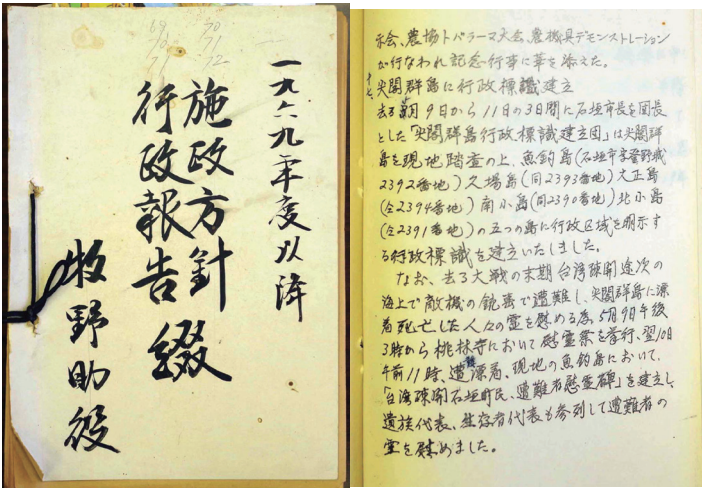 一九六九年度以降
施政方針
行政報告
綴
牧野助役
69 70
70 71
71 72
示会、農協トバラーマ大会、農機具デモンストレーション
が行なわれ記念行事に華を添えた。
十七、
尖閣群島に行政標識建立
去る 月9日から11日の3日間に石垣市長を団長
とした「尖閣群島行政標識建立団」は尖閣群
島を現地踏査の上、魚釣島(石垣市字登野城
2392番地)久場島(同2393番地)大正島
(仝2394番地)南小島(同2390番地)北小島
(仝2391番地)の五つの島に行政区域を明示す
る行政標識を建立いたしました。
なお、去る大戦の末期台湾疎開途次の
海上で敵機の銃撃で遭難し、尖閣群島に漂
着死亡した人々の霊を慰める為、5月9日午後
3時から桃林寺において慰霊祭を挙行、翌10日
午前11時、遭難者漂着、現地の魚釣島において、
「台湾疎開石垣町民、遭難者慰霊碑」を建立し、
遺族代表、生存者代表も参列して遭難者の
霊を慰めました。